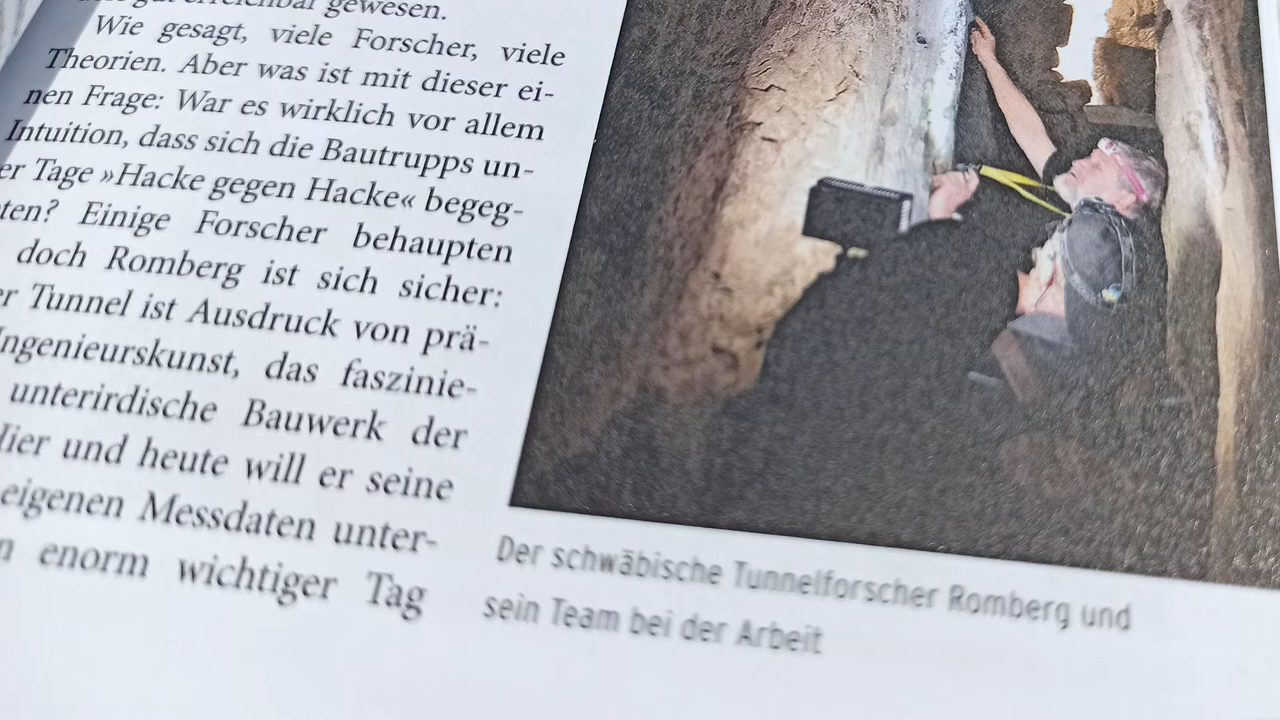 gut erreichbar gewesen.
Wie gesagt, viele Forscher, viele
Theorien. Aber was ist mit dieser ei-
nen Frage: War es wirklich vor allem
Intuition, dass sich die Bautrupps un-
er Tage »Hacke gegen Hacke« begeg-
ten? Einige Forscher behaupten
doch Romberg ist sich sicher:
er Tunnel ist Ausdruck von prä-
Ingenieurskunst, das faszinie-
unterirdische Bauwerk der
Hier und heute will er seine
eigenen Messdaten unter-
n enorm wichtiger Tag
Der schwäbische Tunnelforscher Romberg und
sein Team bei der Arbeit